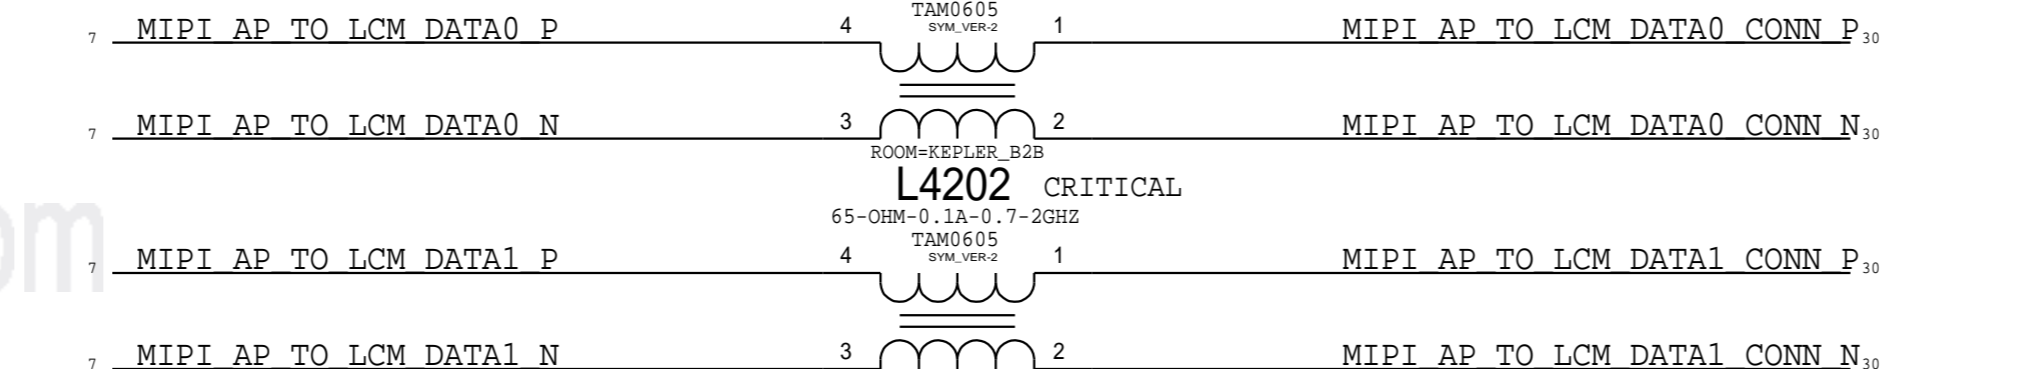 TAM0605
SYM_VER-2
7 MIPI_AP_TO_LCM_DATA0_P 4 1 MIPI_AP_TO_LCM_DATA0_CONN_P 30
7 MIPI_AP_TO_LCM_DATA0_N 3 2 MIPI_AP_TO_LCM_DATA0_CONN_N 30
ROOM=KEPLER_B2B
L4202 CRITICAL
65-OHM-0.1A-0.7-2GHZ
TAM0605
SYM_VER-2
7 MIPI_AP_TO_LCM_DATA1_P 4 1 MIPI_AP_TO_LCM_DATA1_CONN_P 30
7 MIPI_AP_TO_LCM_DATA1_N 3 2 MIPI_AP_TO_LCM_DATA1_CONN_N 30